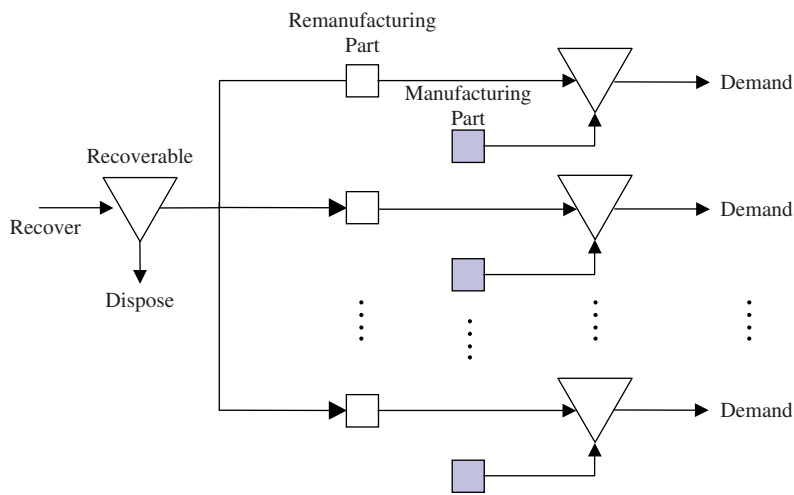 Remanufacturing
Part
Manufacturing
Part
Demand
Recoverable
Recover
Dispose
Demand
Demand